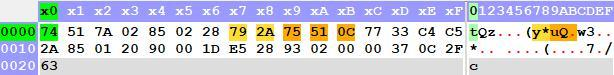 x0 x1 x2 x3 x4 x5 x6 x7 x8 x9 xA xB xC xD xE xF 0123456789ABCDEF
0000 74 51 7A 02 85 02 28 79 2A 75 51 0C 77 33 C4 C5 tQz...(y*uQ.w3..
0010 2A 85 01 20 90 00 1D E5 28 93 02 00 00 37 0C 2F *.. ....(....7./
0020 63 c